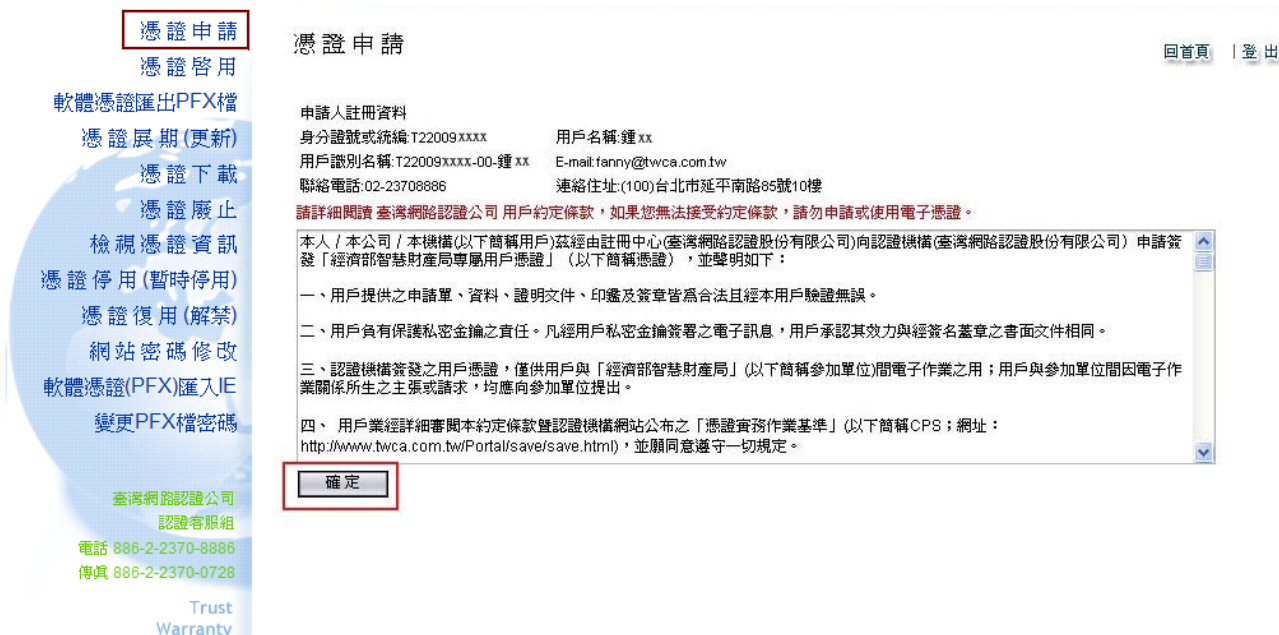 憑證申請
憑證啓用
軟體憑證匯出PFX檔
憑證展期(更新)
憑證下載
憑證廢止
檢視憑證資訊
憑證停用(暫時停用)
憑證復用(解禁)
網站密碼修改
軟體憑證(PFX)匯入IE
變更PFX檔密碼
臺灣網路認證公司
認證客服組
電話 886-2-2370-8886
傳真 886-2-2370-0728
Trust
Warranty
憑證申請
回首頁 | 登出
申請人註冊資料
身分證號或統編:T22009XXXX 用戶名稱:鍾XX
用戶識別名稱:T22009XXXX-00-鍾XX E-mail:fanny@twca.com.tw
聯絡電話:02-23708886 連絡住址:(100)台北市延平南路85號10樓
請詳細閱讀 臺灣網路認證公司 用戶約定條款，如果您無法接受約定條款，請勿申請或使用電子憑證。
本人 / 本公司 / 本機構(以下簡稱用戶)茲經由註冊中心(臺灣網路認證股份有限公司)向認證機構(臺灣網路認證股份有限公司）申請簽
發「經濟部智慧財產局專屬用戶憑證」（以下簡稱憑證），並聲明如下：
一、用戶提供之申請單、資料、證明文件、印鑑及簽章皆為合法且經本用戶驗證無誤。
二、用戶負有保護私密金鑰之責任。凡經用戶私密金鑰簽署之電子訊息，用戶承認其效力與經簽名蓋章之書面文件相同。
三、認證機構簽發之用戶憑證，僅供用戶與「經濟部智慧財產局」(以下簡稱參加單位)間電子作業之用；用戶與參加單位間因電子作
業關係所生之主張或請求，均應向參加單位提出。
四、 用戶業經詳細審閱本約定條款暨認證機構網站公布之「憑證實務作業基準」(以下簡稱CPS；網址：
http://www.twca.com.tw/Portal/save/save.html)，並願同意遵守一切規定。
確定